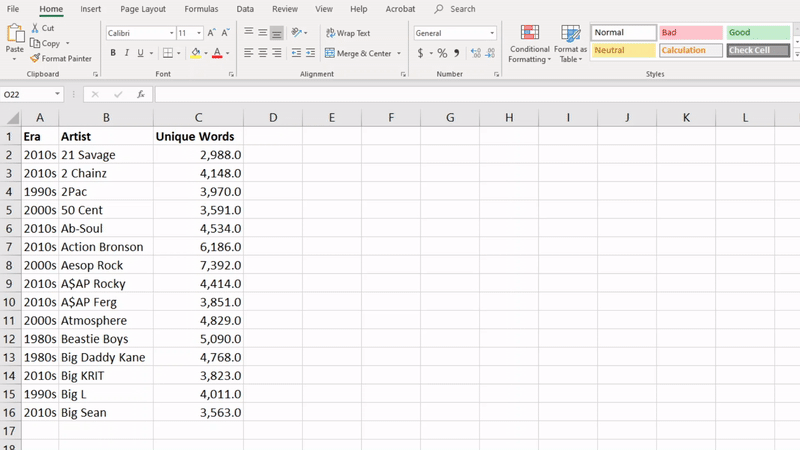 File Home Insert Page Layout Formulas Data Review View Help Acrobat Search
Cut
Copy
Format Painter
Paste
Clipboard
Calibri 11 A A
B I U A
Font
Wrap Text
Merge & Center
Alignment
General
$ % ,
Number
Conditional Formatting
Format as Table
Normal Bad Good
Neutral Calculation Check Cell
Styles
O22 fx
A B C D E F G H I J K L
1 Era Artist Unique Words
2 2010s 21 Savage 2,988.0
3 2010s 2 Chainz 4,148.0
4 1990s 2Pac 3,970.0
5 2000s 50 Cent 3,591.0
6 2010s Ab-Soul 4,534.0
7 2010s Action Bronson 6,186.0
8 2000s Aesop Rock 7,392.0
9 2010s A$AP Rocky 4,414.0
10 2010s A$AP Ferg 3,851.0
11 2000s Atmosphere 4,829.0
12 1980s Beastie Boys 5,090.0
13 1980s Big Daddy Kane 4,768.0
14 2010s Big KRIT 3,823.0
15 1990s Big L 4,011.0
16 2010s Big Sean 3,563.0
17
18